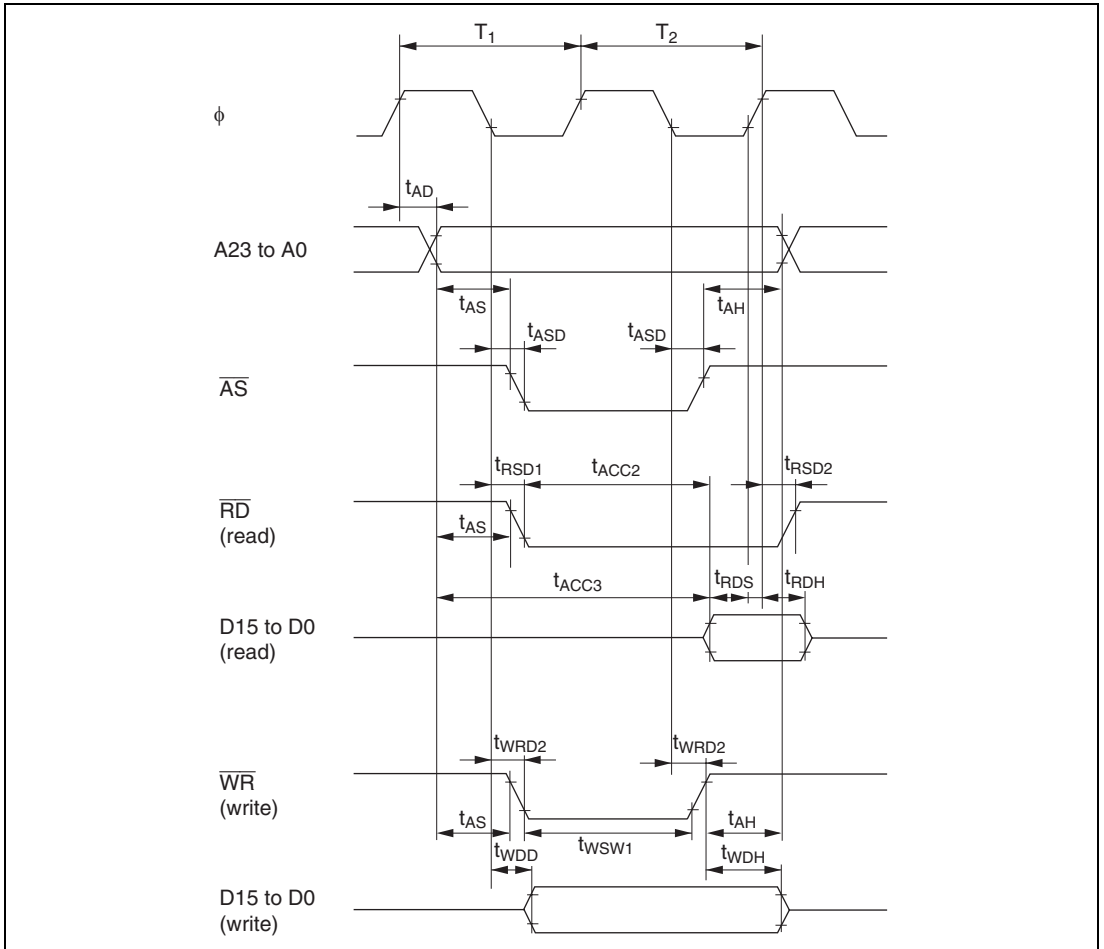 T1 T2
φ
tAD
A23 to A0
tAS tAH
tASD tASD
AS
tRSD1 tACC2 tRSD2
RD
(read)
tAS
tACC3 tRDS tRDH
D15 to D0
(read)
tWRD2 tWRD2
WR
(write)
tAS tWSW1 tAH
tWDD tWDH
D15 to D0
(write)